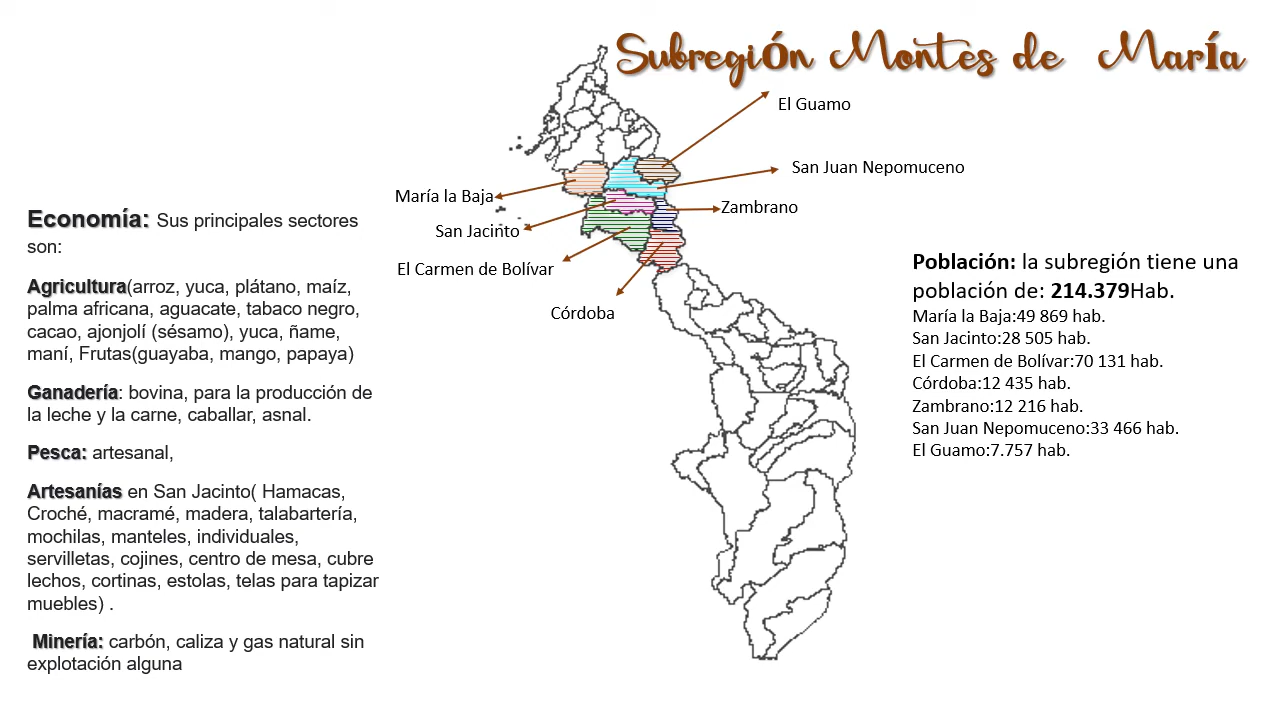 Subregión Montes de María
El Guamo
San Juan Nepomuceno
María la Baja
Zambrano
San Jacinto
El Carmen de Bolívar
Córdoba
Economía: Sus principales sectores
son:
Agricultura(arroz, yuca, plátano, maíz,
palma africana, aguacate, tabaco negro,
cacao, ajonjolí (sésamo), yuca, ñame,
maní, Frutas(guayaba, mango, papaya)
Ganadería: bovina, para la producción de
la leche y la carne, caballar, asnal.
Pesca: artesanal,
Artesanías en San Jacinto( Hamacas,
Croché, macramé, madera, talabartería,
mochilas, manteles, individuales,
servilletas, cojines, centro de mesa, cubre
lechos, cortinas, estolas, telas para tapizar
muebles) .
Minería: carbón, caliza y gas natural sin
explotación alguna
Población: la subregión tiene una
población de: 214.379Hab.
María la Baja:49 869 hab.
San Jacinto:28 505 hab.
El Carmen de Bolívar:70 131 hab.
Córdoba:12 435 hab.
Zambrano:12 216 hab.
San Juan Nepomuceno:33 466 hab.
El Guamo:7.757 hab.